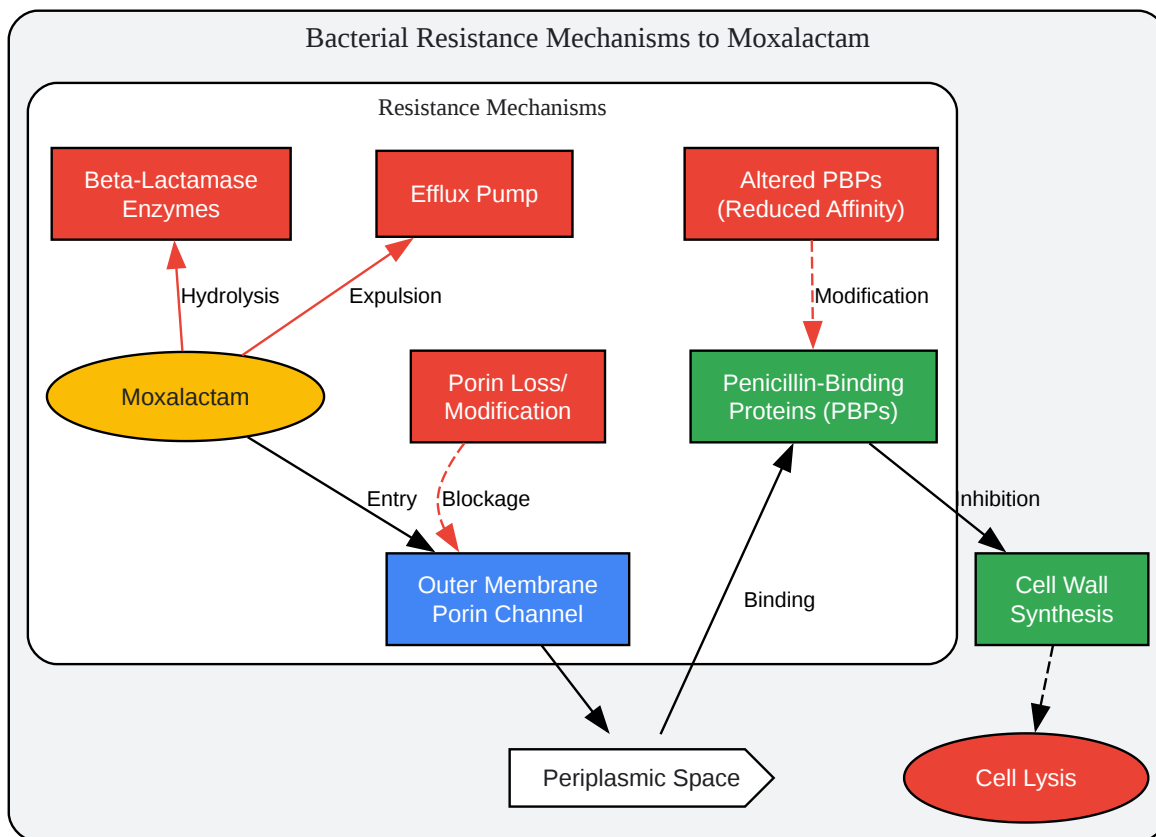 Bacterial Resistance Mechanisms to Moxalactam
Resistance Mechanisms
Beta-Lactamase
Enzymes
Efflux Pump
Altered PBPs
(Reduced Affinity)
Hydrolysis
Expulsion
Modification
Moxalactam
Porin Loss/
Modification
Penicillin-Binding
Proteins (PBPs)
Entry
Blockage
Inhibition
Outer Membrane
Porin Channel
Binding
Cell Wall
Synthesis
Periplasmic Space
Cell Lysis